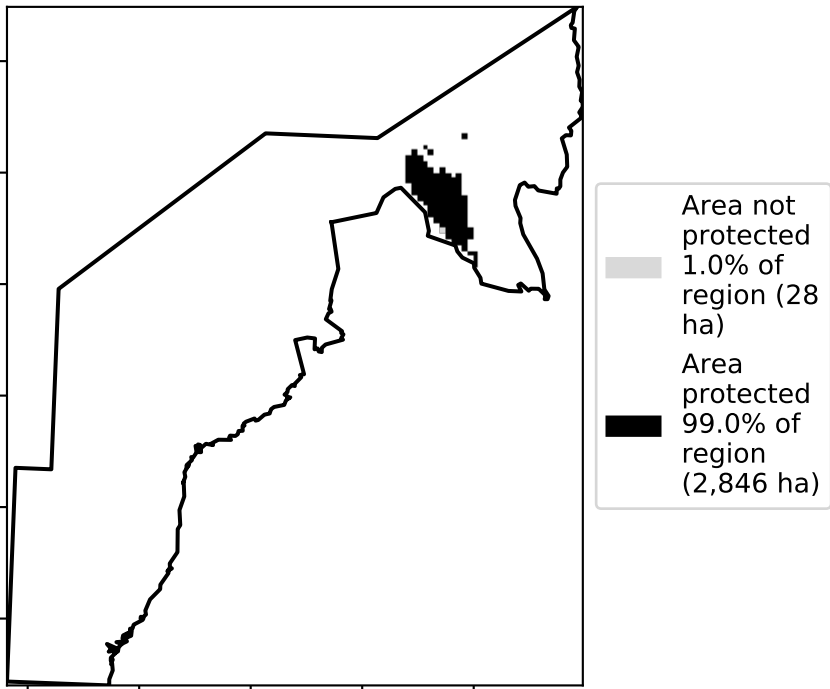 Area not
protected
1.0% of
region (28
ha)
Area
protected
99.0% of
region
(2,846 ha)